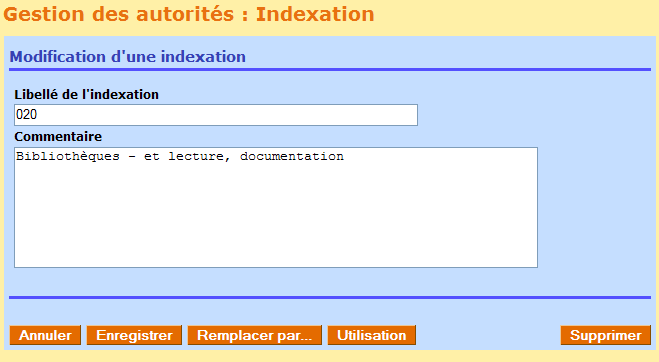 Gestion des autorités : Indexation
Modification d'une indexation
Libellé de l'indexation
020
Commentaire
Bibliothèques - et lecture, documentation
Annuler Enregistrer Remplacer par... Utilisation Supprimer